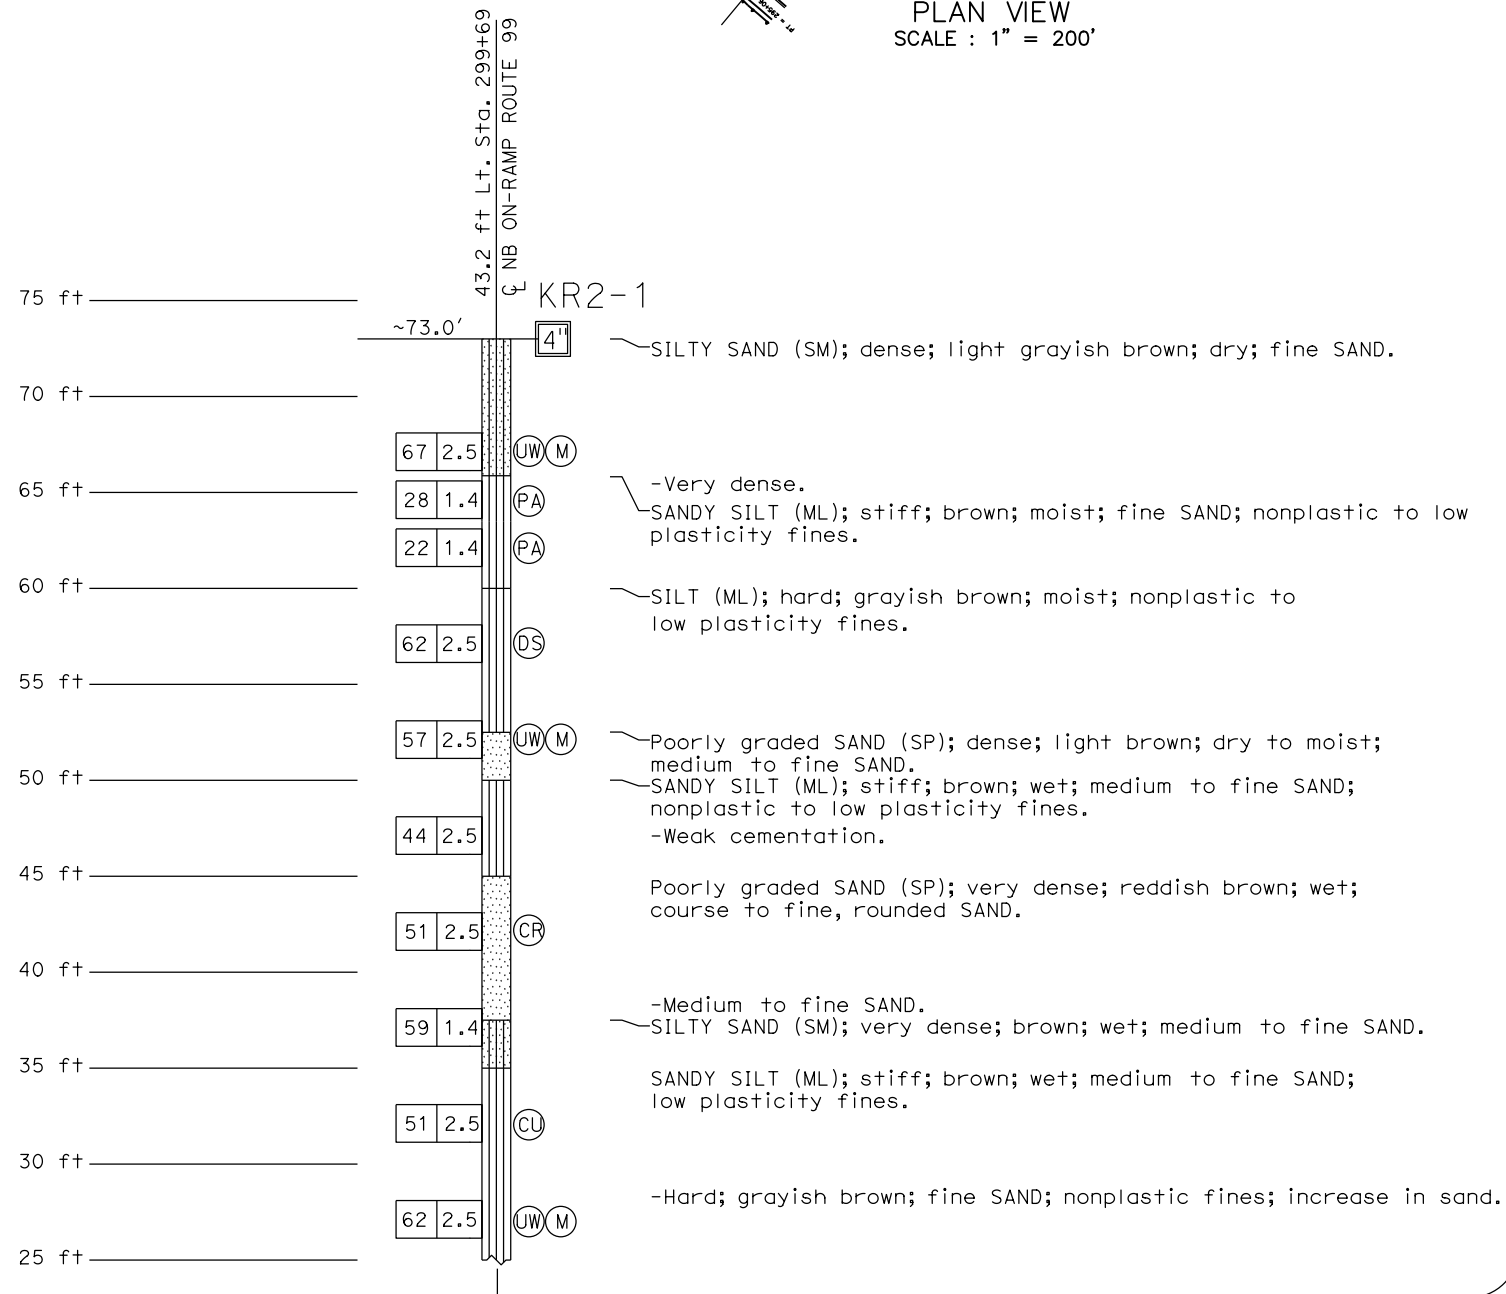 PLAN VIEW
SCALE : 1" = 200'
43.2 ft Lt. Sta. 299+69
℄ NB ON-RAMP ROUTE 99
KR2-1
75 ft
~73.0'
4"
SILTY SAND (SM); dense; light grayish brown; dry; fine SAND.
70 ft
67 2.5 UW M
65 ft
-Very dense.
28 1.4 PA
SANDY SILT (ML); stiff; brown; moist; fine SAND; nonplastic to low
plasticity fines.
22 1.4 PA
60 ft
SILT (ML); hard; grayish brown; moist; nonplastic to
low plasticity fines.
62 2.5 DS
55 ft
57 2.5 UW M
Poorly graded SAND (SP); dense; light brown; dry to moist;
medium to fine SAND.
50 ft
SANDY SILT (ML); stiff; brown; wet; medium to fine SAND;
nonplastic to low plasticity fines.
44 2.5
-Weak cementation.
45 ft
Poorly graded SAND (SP); very dense; reddish brown; wet;
course to fine, rounded SAND.
51 2.5 CR
40 ft
-Medium to fine SAND.
59 1.4
SILTY SAND (SM); very dense; brown; wet; medium to fine SAND.
35 ft
SANDY SILT (ML); stiff; brown; wet; medium to fine SAND;
low plasticity fines.
51 2.5 CU
30 ft
-Hard; grayish brown; fine SAND; nonplastic fines; increase in sand.
62 2.5 UW M
25 ft